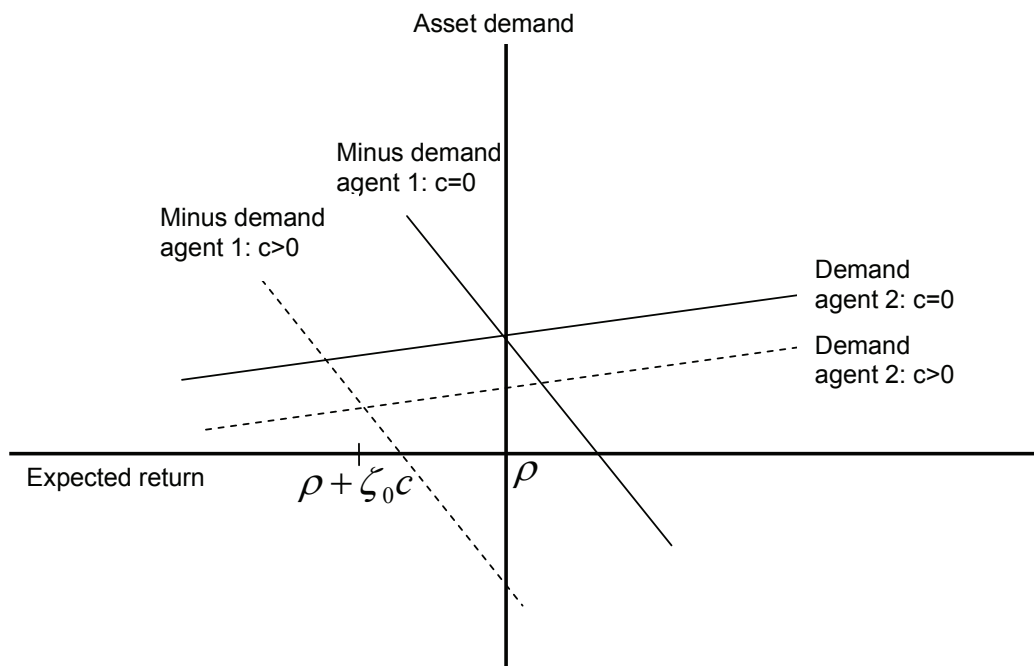 Asset demand
Minus demand
agent 1: c=0
Minus demand
agent 1: c>0
Demand
agent 2: c=0
Demand
agent 2: c>0
Expected return
ρ + ζ₀c
ρ